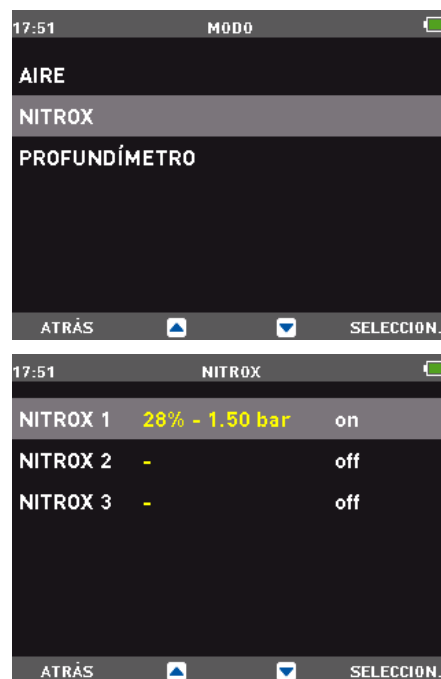 17:51 MODO
AIRE
NITROX
PROFUNDÍMETRO
ATRÁS SELECCION.
17:51 NITROX
NITROX 1 28% - 1.50 bar on
NITROX 2 - off
NITROX 3 - off
ATRÁS SELECCION.